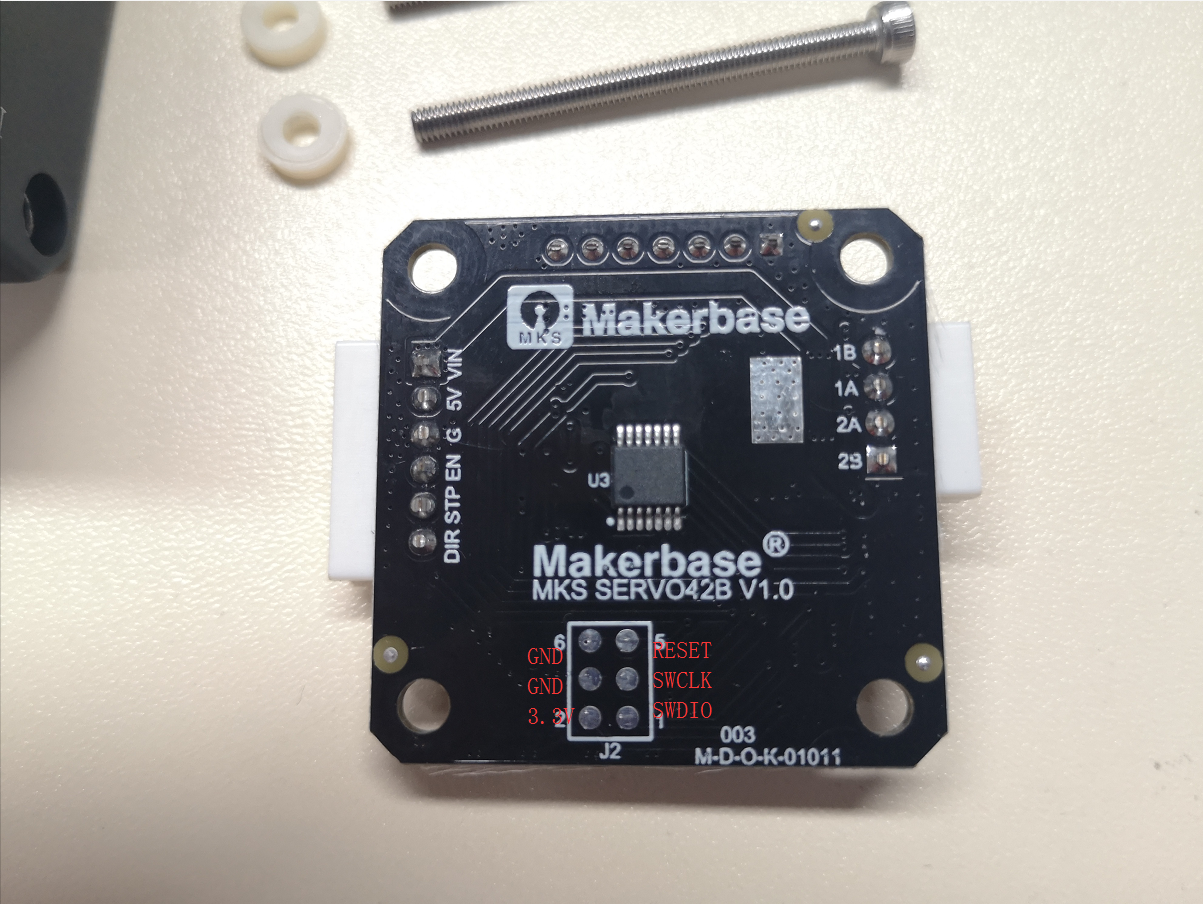 MKS
Makerbase
VIN
5V
G
EN
STP
DIR
1B
1A
2A
2B
U3
Makerbase®
MKS SERVO42B V1.0
6 5
GND RESET
GND SWCLK
3.3V SWDIO
2 1
J2
003
M-D-O-K-01011